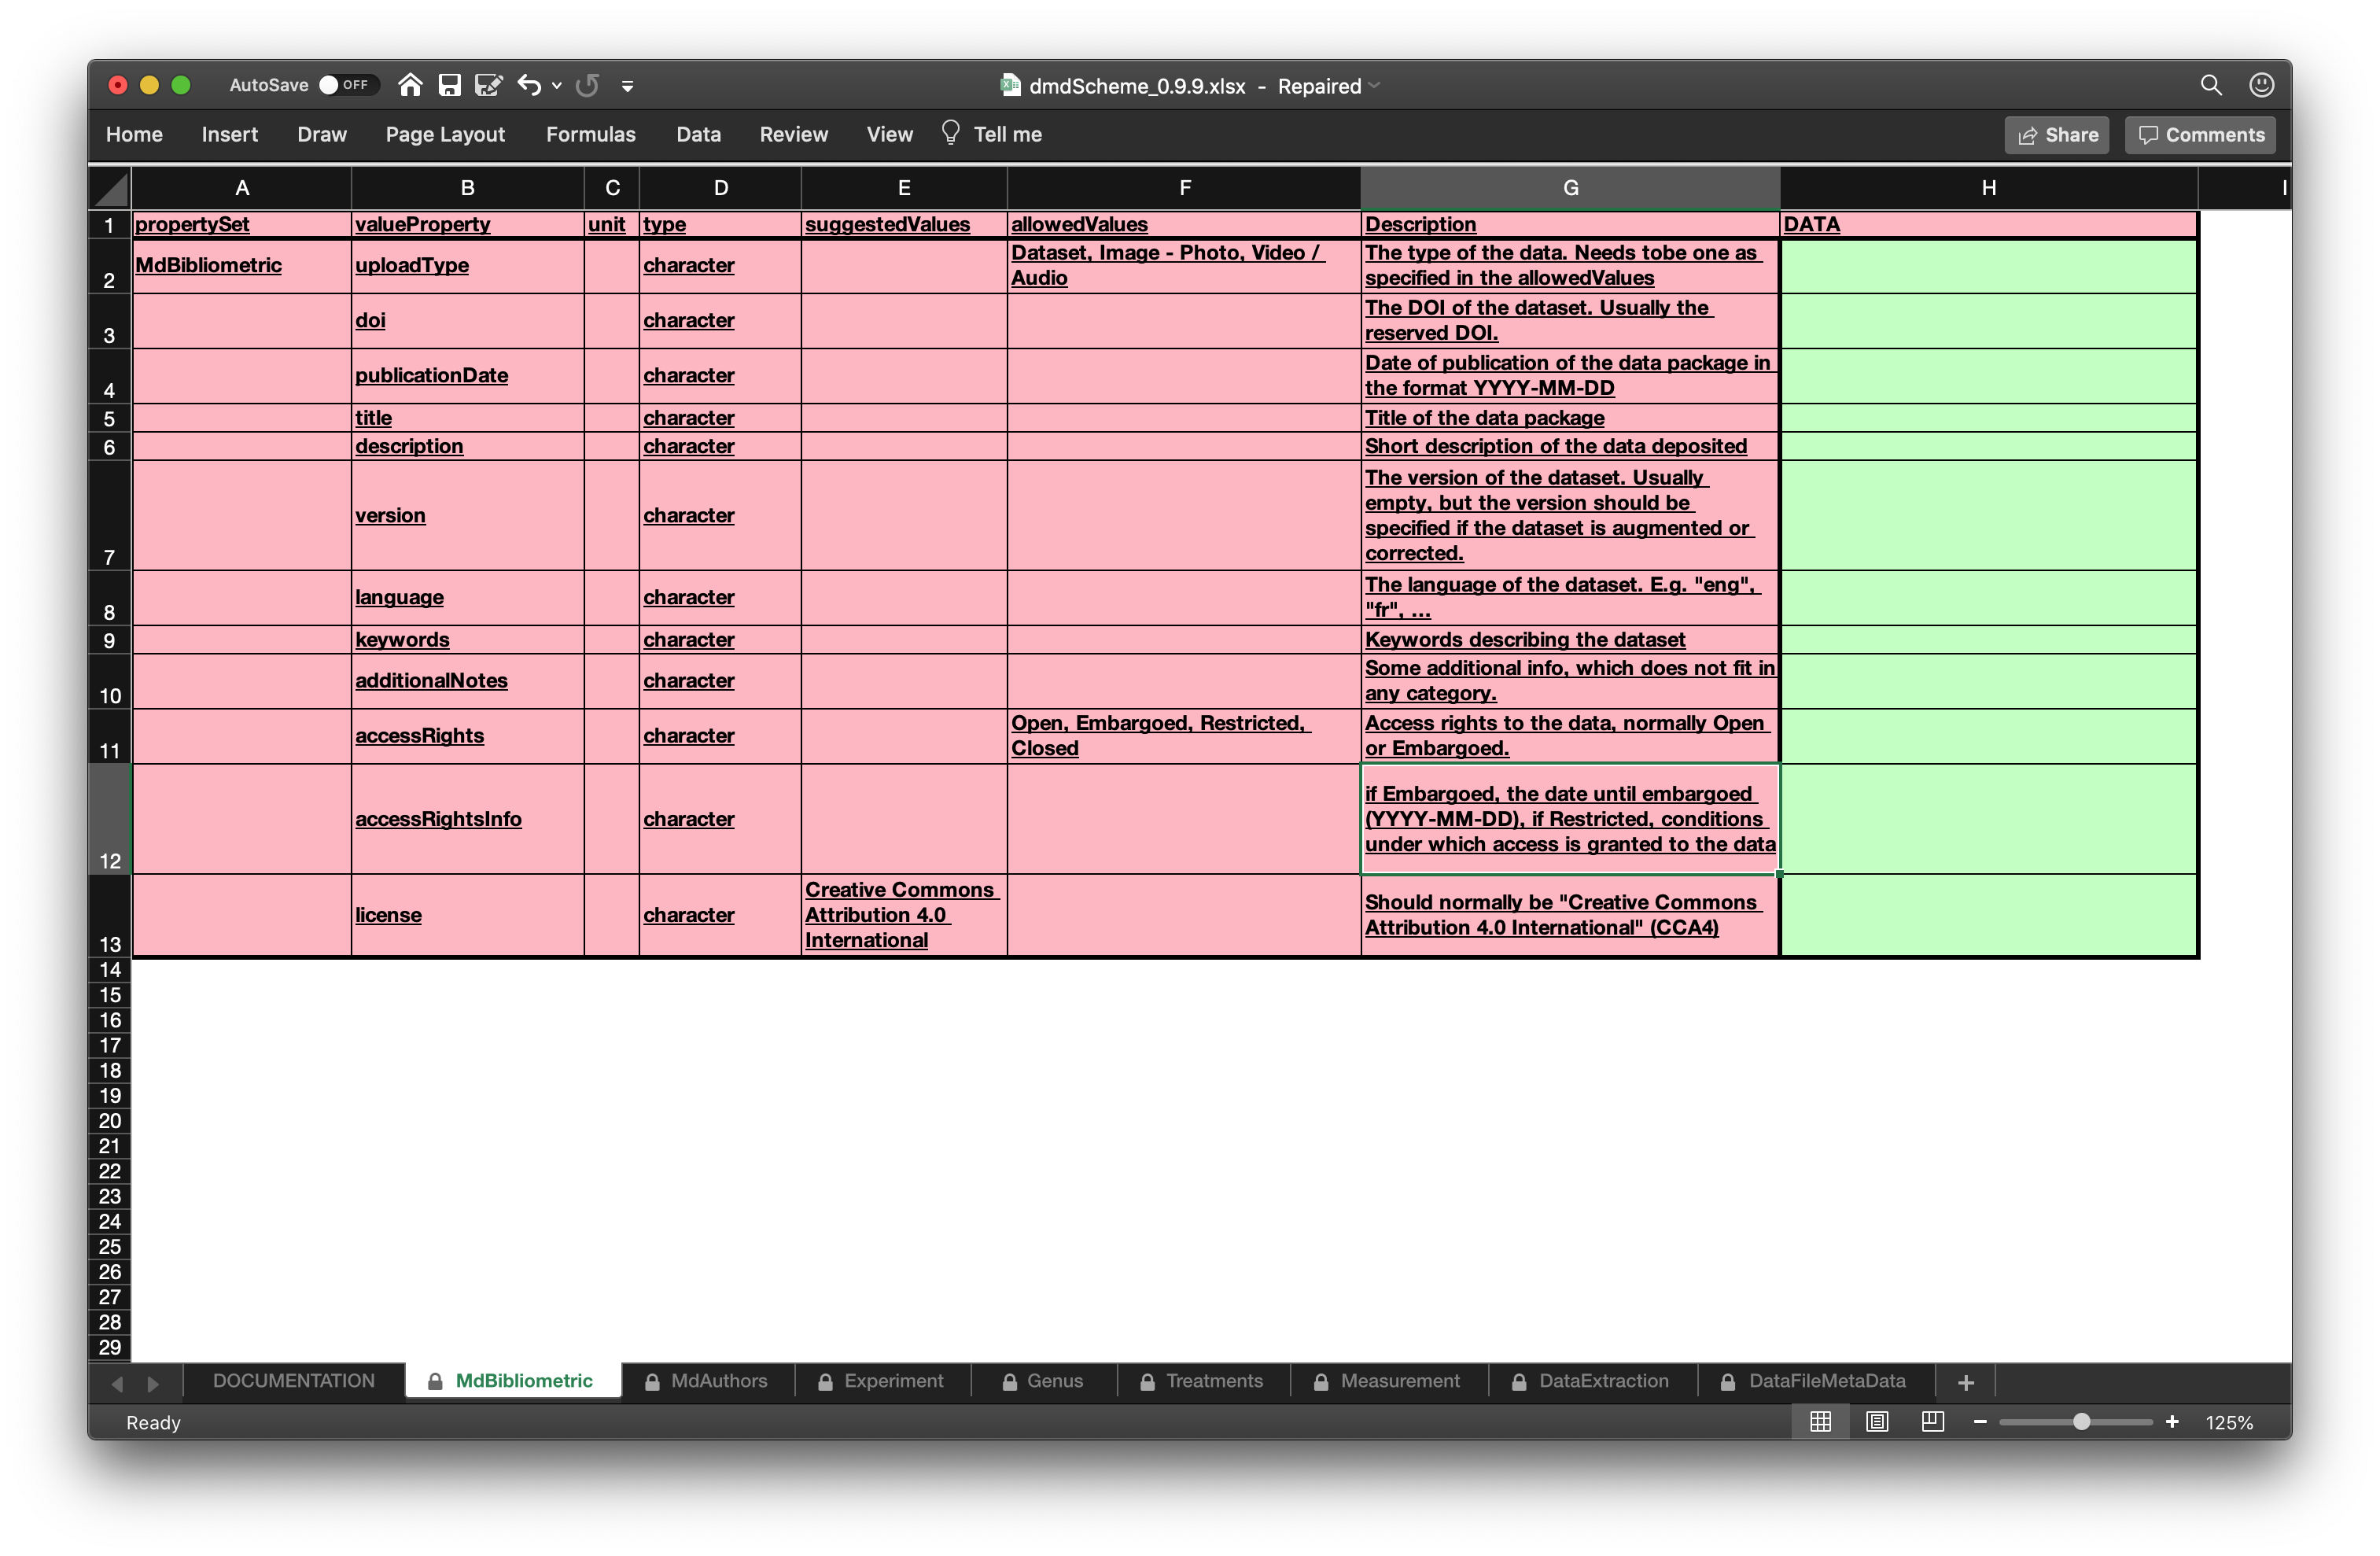 AutoSave OFF dmdScheme_0.9.9.xlsx - Repaired
Home Insert Draw Page Layout Formulas Data Review View Tell me Share Comments
A B C D E F G H I
1 propertySet valueProperty unit type suggestedValues allowedValues Description DATA
2 MdBibliometric uploadType character Dataset, Image - Photo, Video / The type of the data. Needs tobe one as
Audio specified in the allowedValues
3 doi character The DOI of the dataset. Usually the
reserved DOI.
4 publicationDate character Date of publication of the data package in
the format YYYY-MM-DD
5 title character Title of the data package
6 description character Short description of the data deposited
7 version character The version of the dataset. Usually
empty, but the version should be
specified if the dataset is augmented or
corrected.
8 language character The language of the dataset. E.g. "eng",
"fr", ...
9 keywords character Keywords describing the dataset
10 additionalNotes character Some additional info, which does not fit in
any category.
11 accessRights character Open, Embargoed, Restricted, Access rights to the data, normally Open
Closed or Embargoed.
12 accessRightsInfo character if Embargoed, the date until embargoed
(YYYY-MM-DD), if Restricted, conditions
under which access is granted to the data
13 license character Creative Commons Should normally be "Creative Commons
Attribution 4.0 Attribution 4.0 International" (CCA4)
International
14
15
16
17
18
19
20
21
22
23
24
25
26
27
28
29
DOCUMENTATION MdBibliometric MdAuthors Experiment Genus Treatments Measurement DataExtraction DataFileMetaData +
Ready 125%